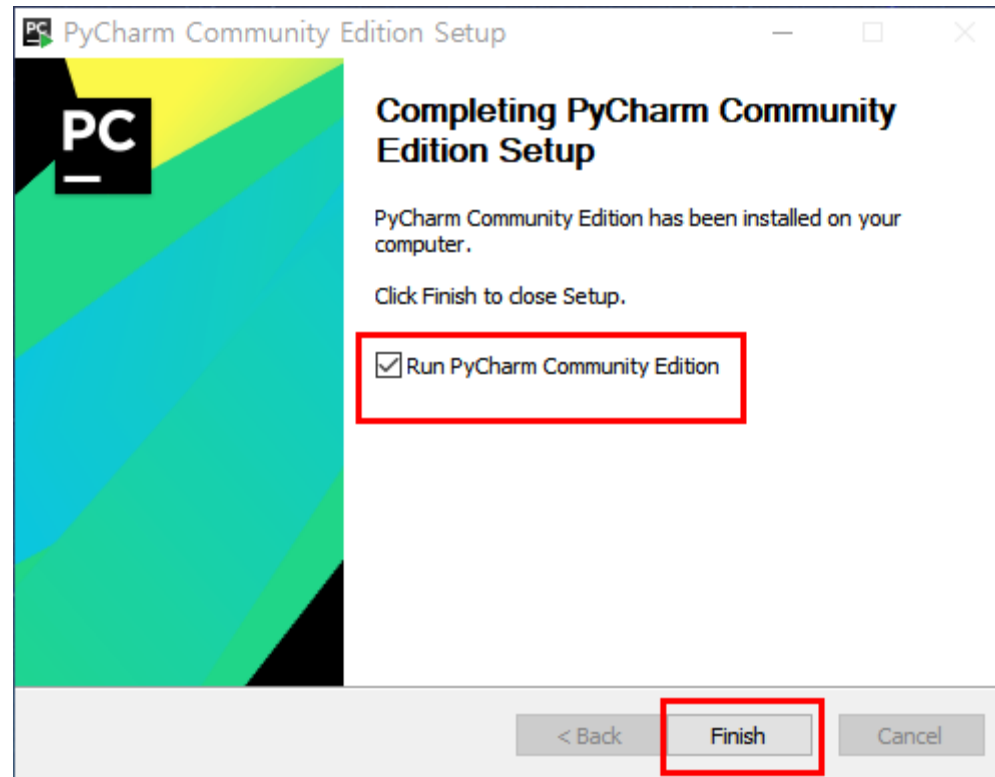 PyCharm Community Edition Setup
PC
Completing PyCharm Community
Edition Setup
PyCharm Community Edition has been installed on your
computer.
Click Finish to close Setup.
Run PyCharm Community Edition
< Back
Finish
Cancel